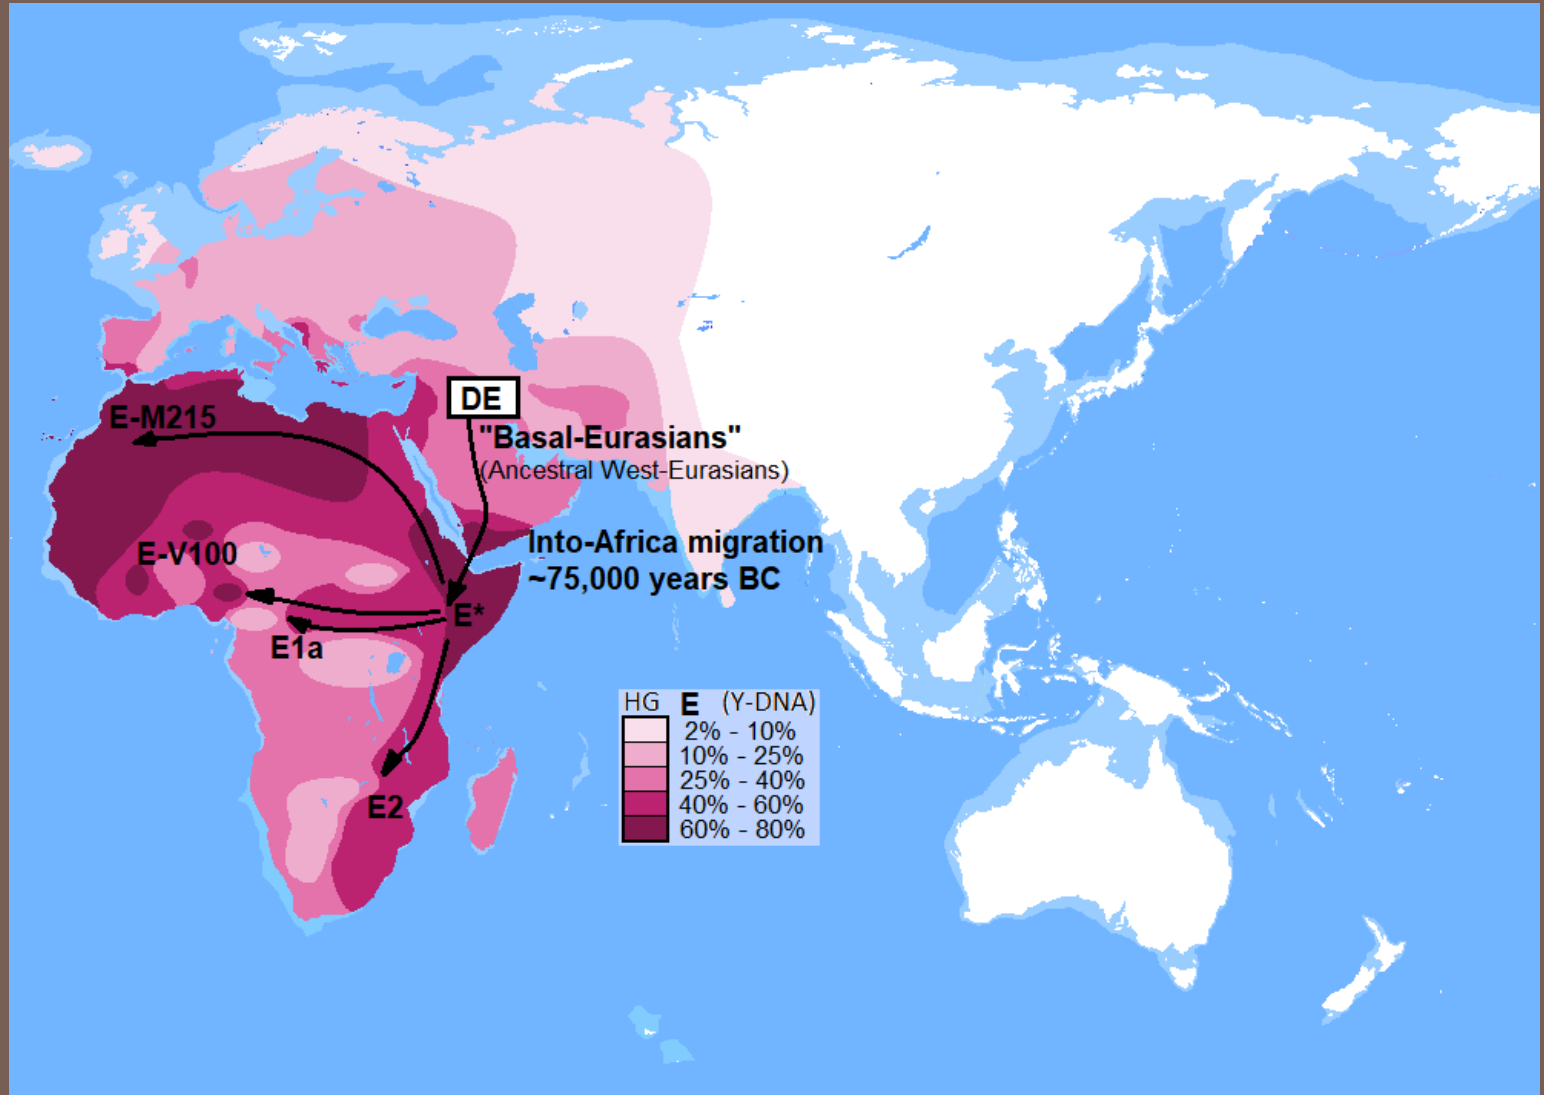 DE
E-M215
"Basal-Eurasians"
(Ancestral West-Eurasians)
Into-Africa migration
~75,000 years BC
E-V100
E*
E1a
E2
HG E (Y-DNA)
2% - 10%
10% - 25%
25% - 40%
40% - 60%
60% - 80%